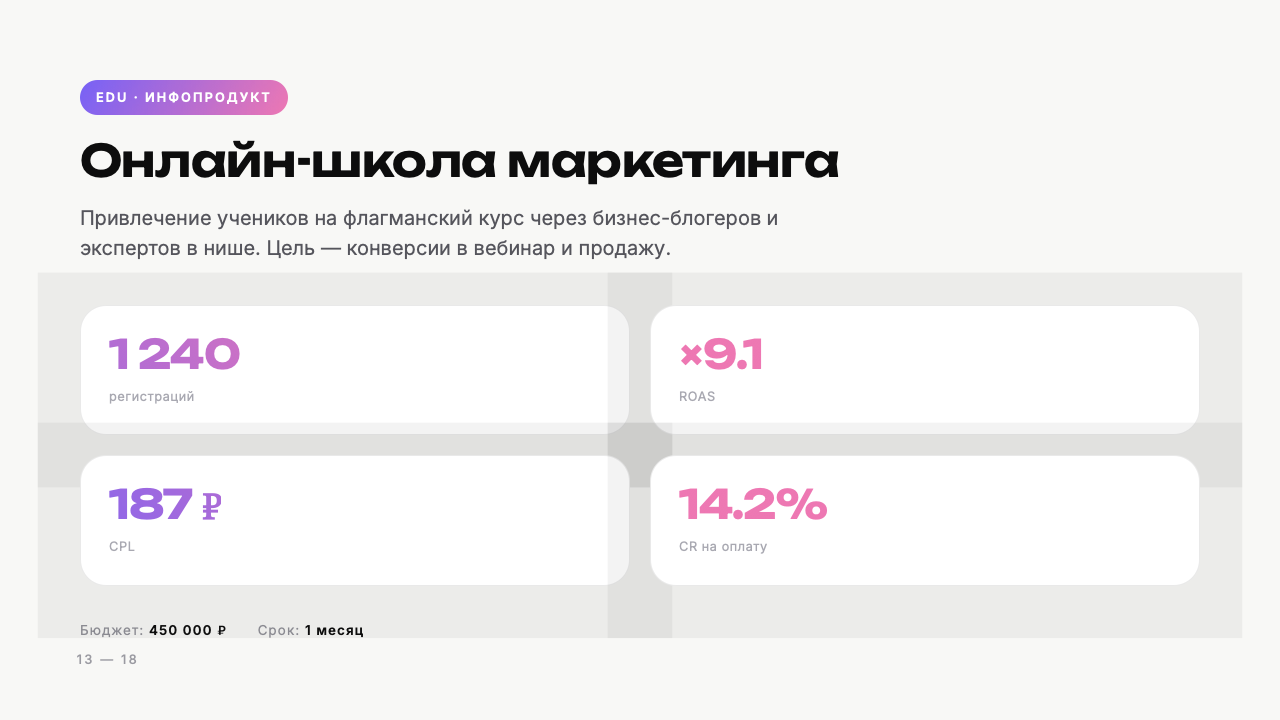 EDU · ИНФОПРОДУКТ
Онлайн-школа маркетинга
Привлечение учеников на флагманский курс через бизнес-блогеров и
экспертов в нише. Цель — конверсии в вебинар и продажу.
1 240
регистраций
×9.1
ROAS
187 ₽
CPL
14.2%
CR на оплату
Бюджет: 450 000 ₽ Срок: 1 месяц
13 — 18